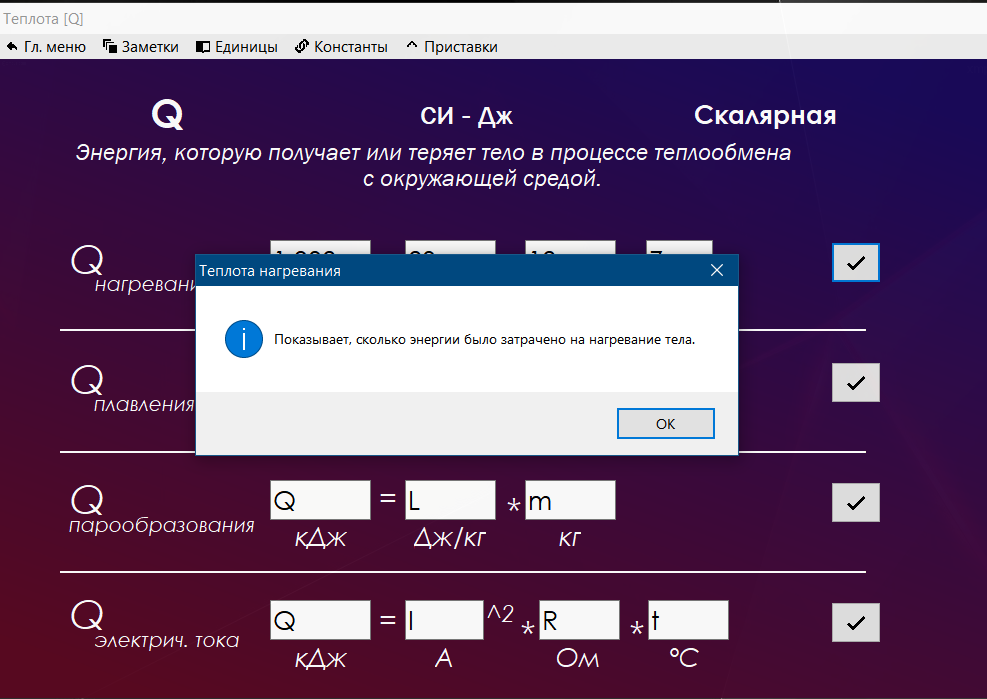 Теплота [Q]
Гл. меню Заметки Единицы Константы Приставки
Q СИ - Дж Скалярная
Энергия, которую получает или теряет тело в процессе теплообмена
с окружающей средой.
Q
Теплота нагревания
Показывает, сколько энергии было затрачено на нагревание тела.
OK
Q
плавления
Q
парообразования
Q = L * m
кДж Дж/кг кг
Q
электрич. тока
Q = I ^2 * R * t
кДж А Ом °C